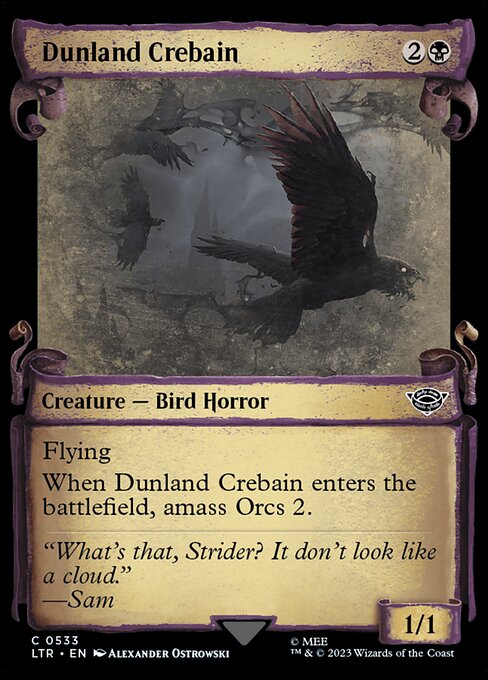 Dunland Crebain 2
Creature — Bird Horror
Flying
When Dunland Crebain enters the
battlefield, amass Orcs 2.
“What’s that, Strider? It don’t look like
a cloud.”
—Sam
1/1
C 0533
LTR • EN Alexander Ostrowski
© MEE
™ & © 2023 Wizards of the Coast